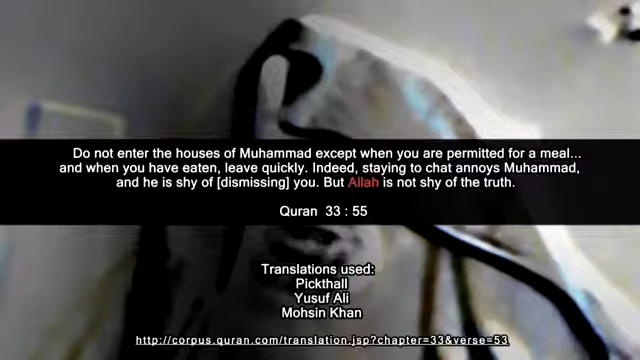 Do not enter the houses of Muhammad except when you are permitted for a meal...
and when you have eaten, leave quickly. Indeed, staying to chat annoys Muhammad,
and he is shy of [dismissing] you. But Allah is not shy of the truth.
Quran 33 : 55
Translations used:
Pickthall
Yusuf Ali
Mohsin Khan
http://corpus.quran.com/translation.jsp?chapter=33&verse=53